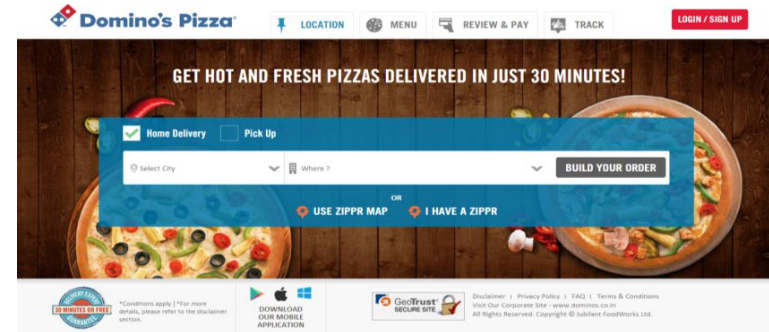 Domino's Pizza
LOCATION
MENU
REVIEW & PAY
TRACK
LOGIN / SIGN UP
GET HOT AND FRESH PIZZAS DELIVERED IN JUST 30 MINUTES!
Home Delivery
Pick Up
Select City
Where ?
BUILD YOUR ORDER
OR
USE ZIPPR MAP
I HAVE A ZIPPR
DELIVERY EXPERT
30 MINUTES OR FREE
GUARANTEE
*Conditions apply | *For more
details, please refer to the disclaimer
section.
DOWNLOAD
OUR MOBILE
APPLICATION
GeoTrust
SECURE SITE
Disclaimer | Privacy Policy | FAQ | Terms & Conditions
Visit Our Corporate Site - www.dominos.co.in
All Rights Reserved. Copyright © Jubilant FoodWorks Ltd.